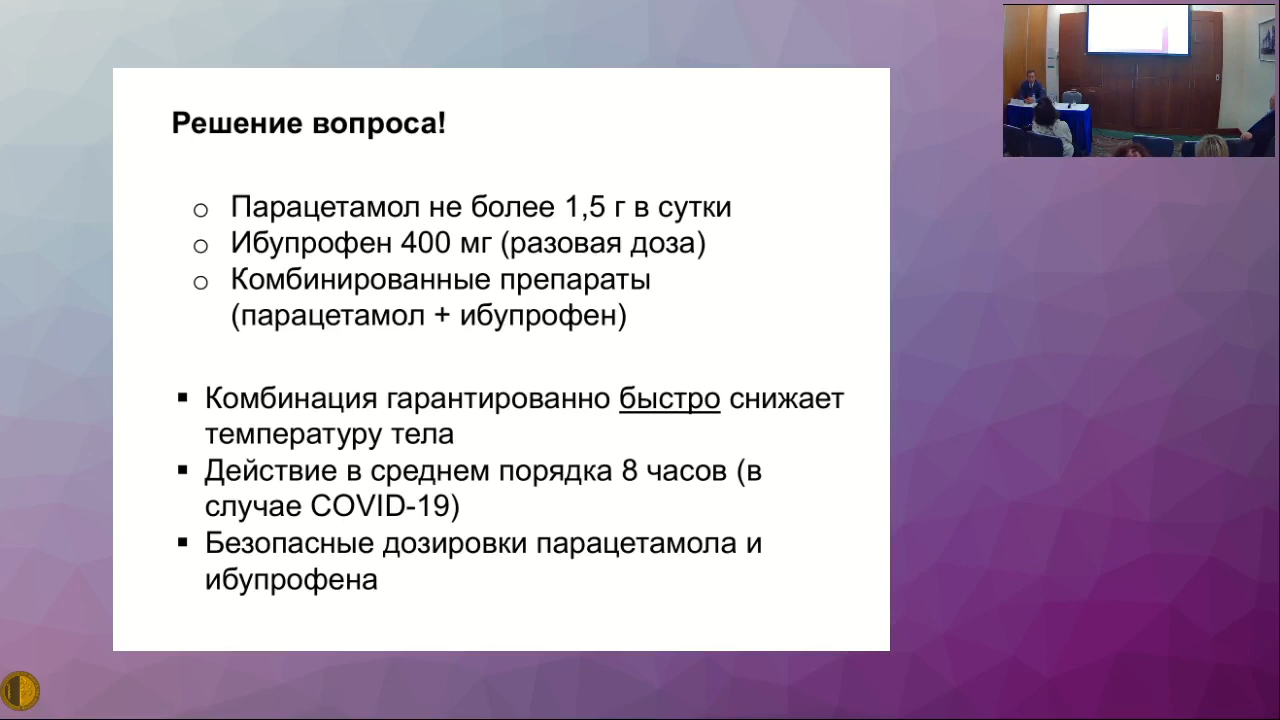 Решение вопроса!
o Парацетамол не более 1,5 г в сутки
o Ибупрофен 400 мг (разовая доза)
o Комбинированные препараты
(парацетамол + ибупрофен)
▪ Комбинация гарантированно быстро снижает
температуру тела
▪ Действие в среднем порядка 8 часов (в
случае COVID-19)
▪ Безопасные дозировки парацетамола и
ибупрофена